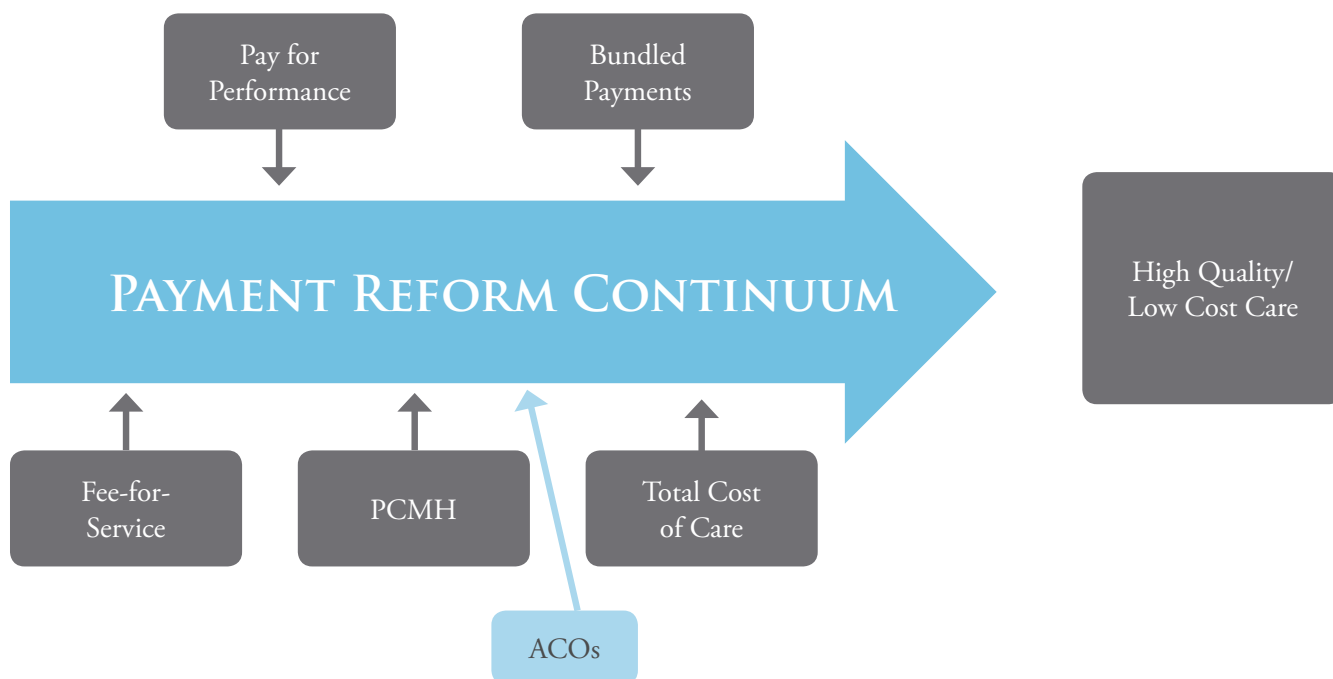 Pay for
Performance
Bundled
Payments
PAYMENT REFORM CONTINUUM
High Quality/
Low Cost Care
Fee-for-
Service
PCMH
Total Cost
of Care
ACOs